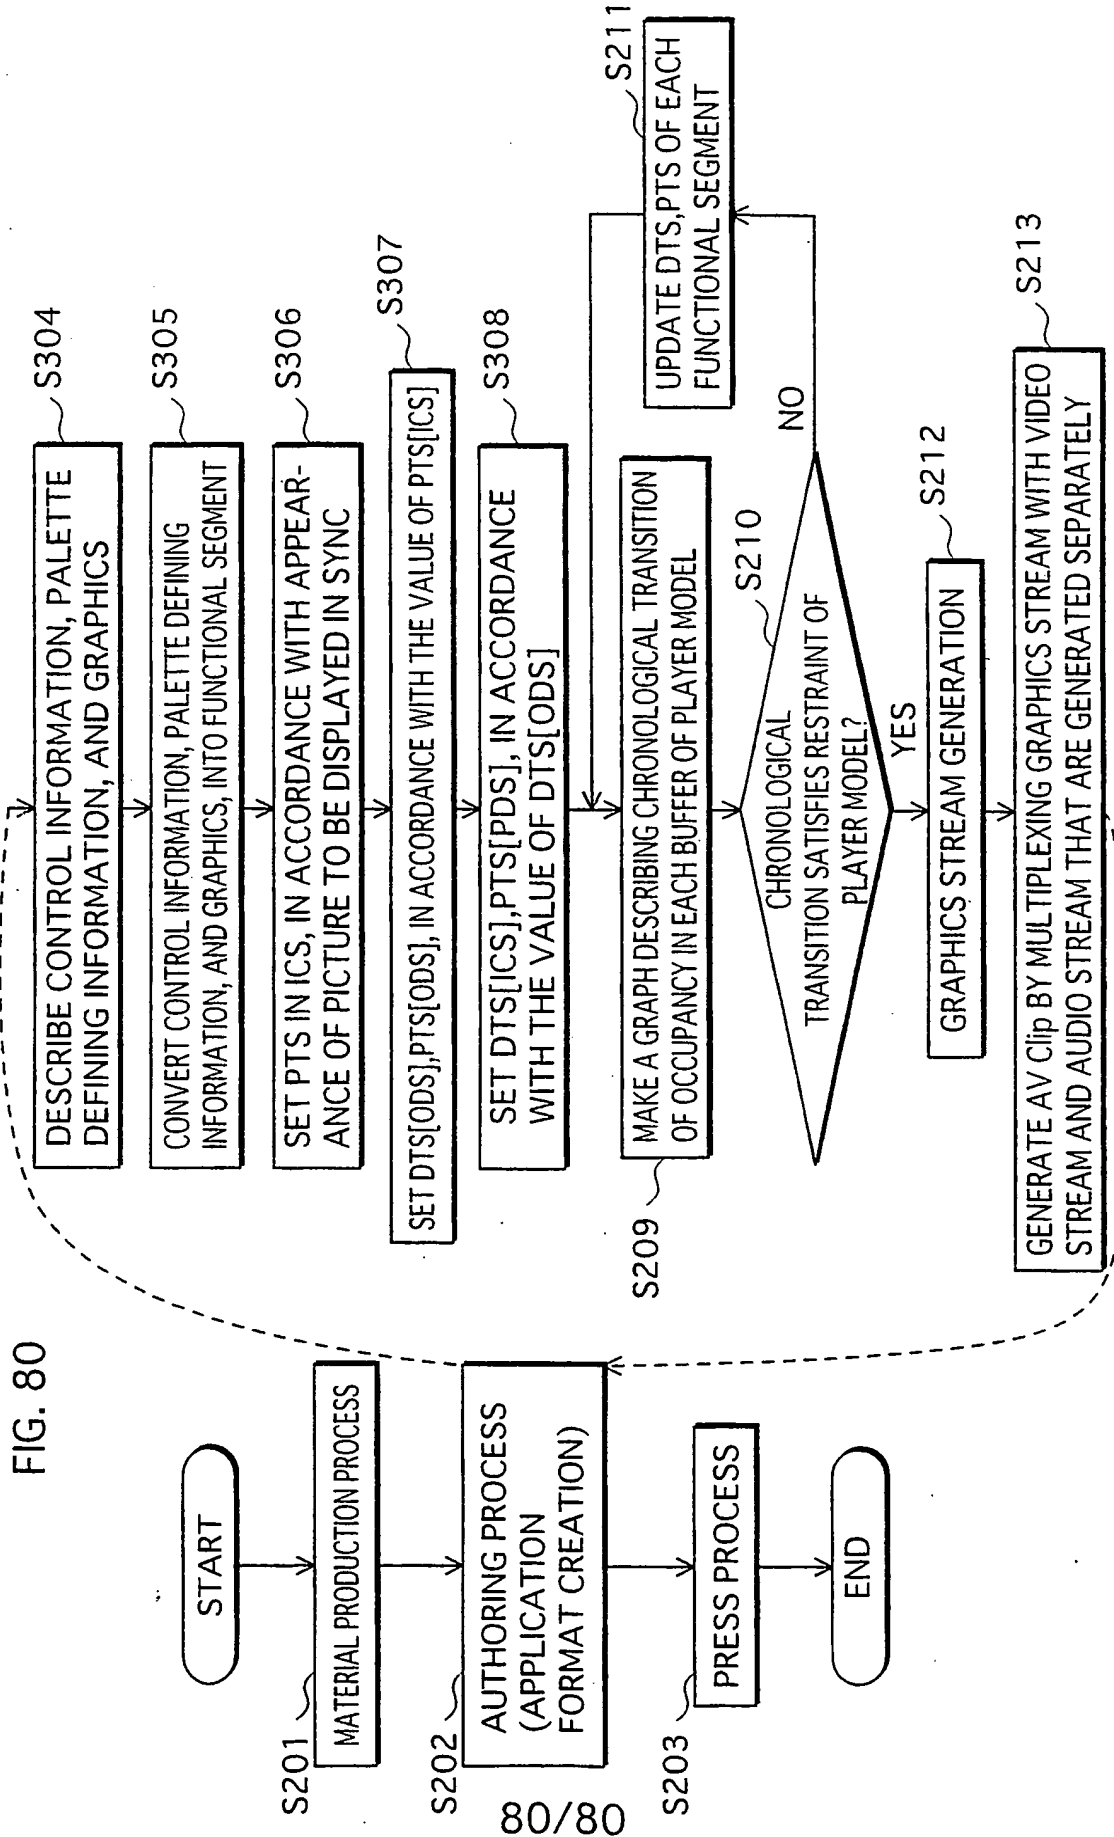 FIG. 80
START
S201
MATERIAL PRODUCTION PROCESS
S202
AUTHORING PROCESS
(APPLICATION
FORMAT CREATION)
S203
PRESS PROCESS
END
S304
DESCRIBE CONTROL INFORMATION, PALETTE
DEFINING INFORMATION, AND GRAPHICS
S305
CONVERT CONTROL INFORMATION, PALETTE DEFINING
INFORMATION, AND GRAPHICS, INTO FUNCTIONAL SEGMENT
S306
SET PTS IN ICS, IN ACCORDANCE WITH APPEAR-
ANCE OF PICTURE TO BE DISPLAYED IN SYNC
S307
SET DTS[ODS],PTS[ODS], IN ACCORDANCE WITH THE VALUE OF PTS[ICS]
S308
SET DTS[ICS],PTS[PDS], IN ACCORDANCE
WITH THE VALUE OF DTS[ODS]
S209
MAKE A GRAPH DESCRIBING CHRONOLOGICAL TRANSITION
OF OCCUPANCY IN EACH BUFFER OF PLAYER MODEL
S210
CHRONOLOGICAL
TRANSITION SATISFIES RESTRAINT OF
PLAYER MODEL?
NO
YES
S211
UPDATE DTS,PTS OF EACH
FUNCTIONAL SEGMENT
S212
GRAPHICS STREAM GENERATION
S213
GENERATE AV Clip BY MULTIPLEXING GRAPHICS STREAM WITH VIDEO
STREAM AND AUDIO STREAM THAT ARE GENERATED SEPARATELY
80/80